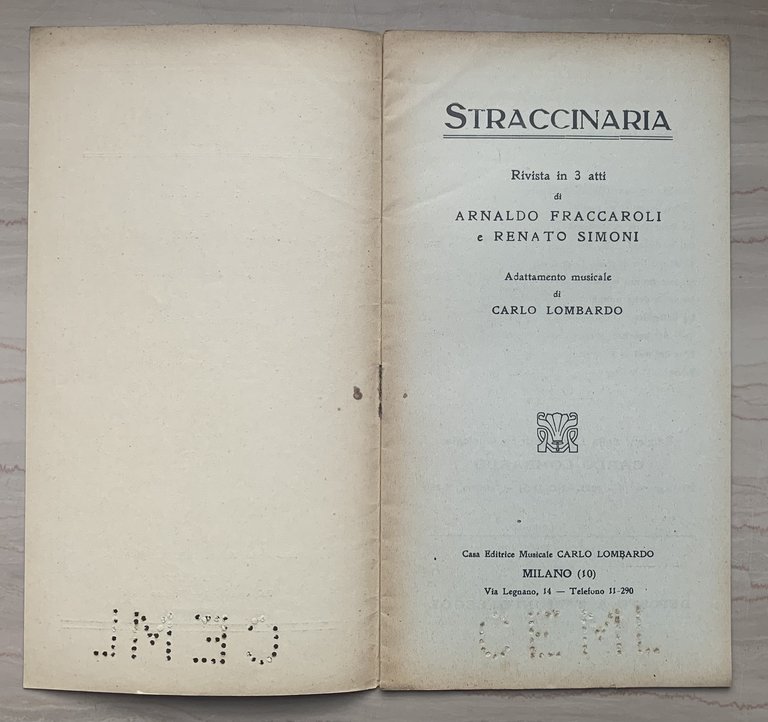 STRACCINARIA
Rivista in 3 atti
di
ARNALDO FRACCAROLI
e RENATO SIMONI
Adattamento musicale
di
CARLO LOMBARDO
Casa Editrice Musicale CARLO LOMBARDO
MILANO (10)
Via Legnano, 14 — Telefono 11-290
CEML